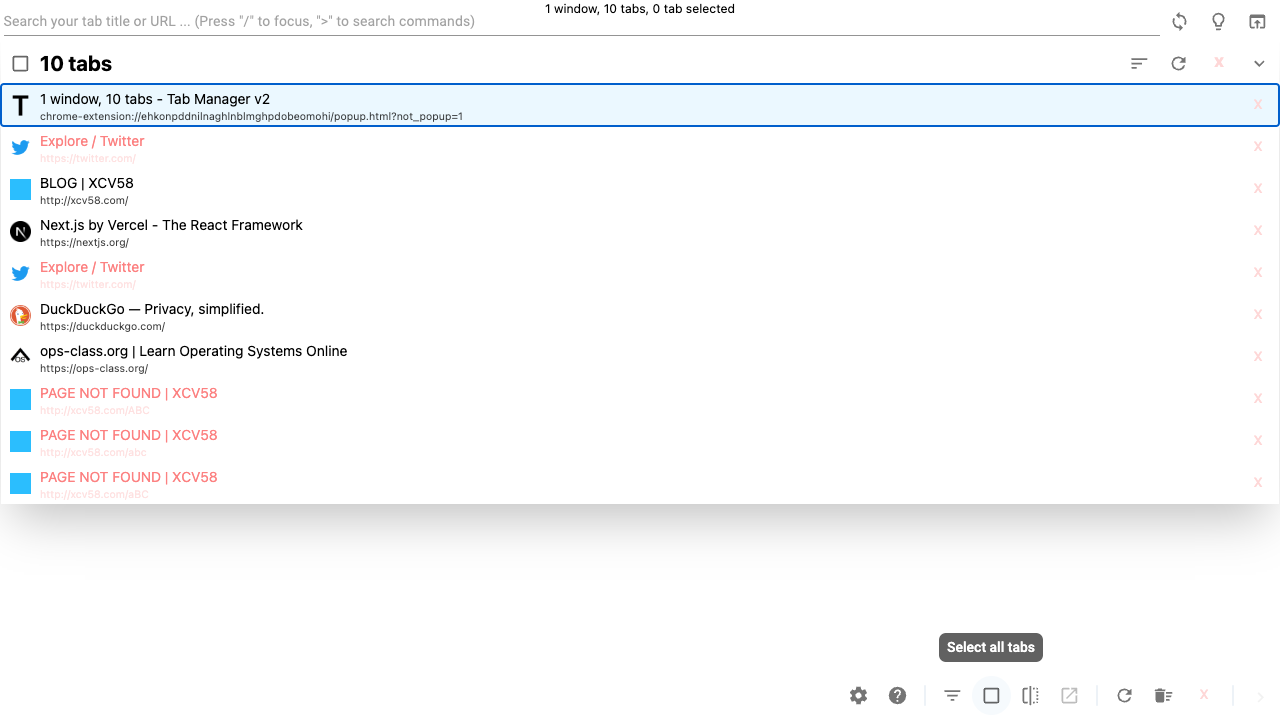 1 window, 10 tabs, 0 tab selected
Search your tab title or URL ... (Press "/" to focus, ">" to search commands)
10 tabs
X
T
1 window, 10 tabs - Tab Manager v2
chrome-extension://ehkonpddnilnaghlnblmghpdobeomohi/popup.html?not_popup=1
X
Explore / Twitter
https://twitter.com/
X
BLOG | XCV58
http://xcv58.com/
X
N
Next.js by Vercel - The React Framework
https://nextjs.org/
X
Explore / Twitter
https://twitter.com/
X
DuckDuckGo — Privacy, simplified.
https://duckduckgo.com/
X
OS
ops-class.org | Learn Operating Systems Online
https://ops-class.org/
X
PAGE NOT FOUND | XCV58
http://xcv58.com/ABC
X
PAGE NOT FOUND | XCV58
http://xcv58.com/abc
X
PAGE NOT FOUND | XCV58
http://xcv58.com/aBC
X
Select all tabs
X